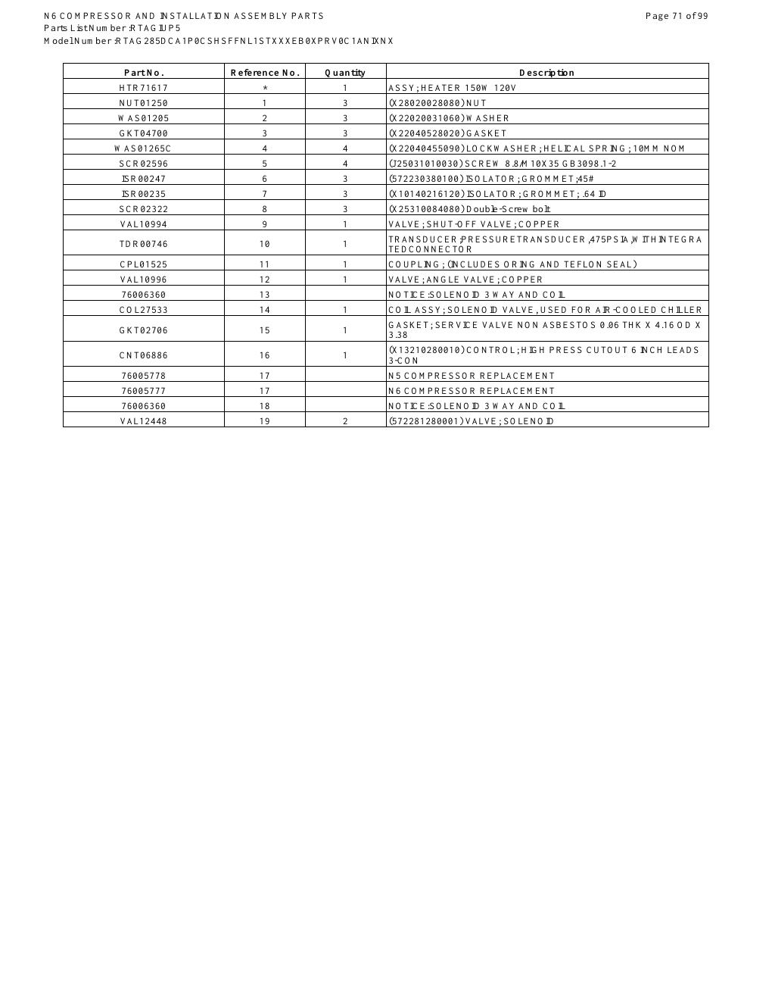 N6 COMPRESSOR AND INSTALLATION ASSEMBLY PARTS Page 71 of 99
Parts List Number:RTAGIUP5
Model Number:RTAG285DCA1P0CSHSFFNL1STXXXEB0XPRV0C1ANIXNX
Part No. Reference No. Quantity Description
HTR71617 * 1 ASSY; HEATER 150W 120V
NUT01250 1 3 (X28020028080) NUT
WAS01205 2 3 (X22020031060) WASHER
GKT04700 3 3 (X22040528020) GASKET
WAS01265C 4 4 (X22040455090) LOCKWASHER; HELICAL SPRING; 10MM NOM
SCR02596 5 4 (J25031010030) SCREW 8.8/M10X35 GB3098.1-2
ISR00247 6 3 (572230380100) ISOLATOR; GROMMET;45#
ISR00235 7 3 (X10140216120) ISOLATOR; GROMMET; .64 ID
SCR02322 8 3 (X25310084080) Double-Screw bolt
VAL10994 9 1 VALVE; SHUT-OFF VALVE; COPPER
TDR00746 10 1 TRANSDUCER;PRESSURETRANSDUCER,475PSIA,WITHINTEGRA
TEDCONNECTOR
CPL01525 11 1 COUPLING; (INCLUDES ORING AND TEFLON SEAL)
VAL10996 12 1 VALVE; ANGLE VALVE; COPPER
76006360 13 NOTICE:SOLENOID 3 WAY AND COIL
COL27533 14 1 COIL ASSY; SOLENOID VALVE, USED FOR AIR-COOLED CHILLER
GKT02706 15 1 GASKET; SERVICE VALVE NON ASBESTOS 0.06 THK X 4.16 OD X
3.38
CNT06886 16 1 (X13210280010) CONTROL; HIGH PRESS CUTOUT 6 INCH LEADS
3-CON
76005778 17 N5 COMPRESSOR REPLACEMENT
76005777 17 N6 COMPRESSOR REPLACEMENT
76006360 18 NOTICE:SOLENOID 3 WAY AND COIL
VAL12448 19 2 (572281280001) VALVE; SOLENOID